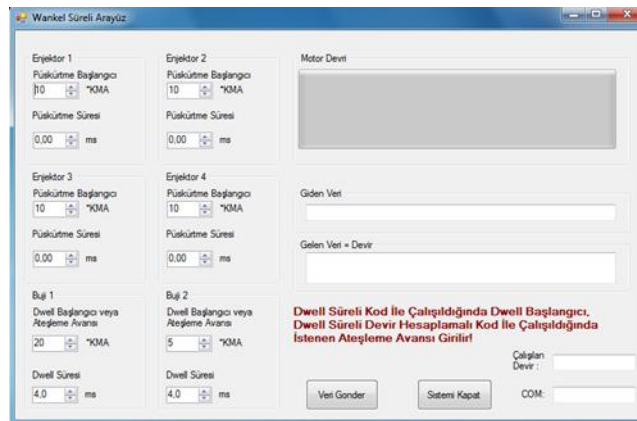 Wankel Süreli Arayüz
Enjektör 1
Püskürtme Başlangıcı
10 °KMA
Püskürtme Süresi
0,00 ms
Enjektör 2
Püskürtme Başlangıcı
10 °KMA
Püskürtme Süresi
0,00 ms
Motor Devri
Enjektör 3
Püskürtme Başlangıcı
10 °KMA
Püskürtme Süresi
0,00 ms
Enjektör 4
Püskürtme Başlangıcı
10 °KMA
Püskürtme Süresi
0,00 ms
Giden Veri
Gelen Veri = Devir
Buji 1
Dwell Başlangıcı veya
Ateşleme Avansı
20 °KMA
Dwell Süresi
4,0 ms
Buji 2
Dwell Başlangıcı veya
Ateşleme Avansı
5 °KMA
Dwell Süresi
4,0 ms
Dwell Süreli Kod İle Çalışıldığında Dwell Başlangıcı,
Dwell Süreli Devir Hesaplamalı Kod İle Çalışıldığında
İstenen Ateşleme Avansı Girilir!
Veri Gonder
Sistemi Kapat
Çalışılan
Devir :
COM: